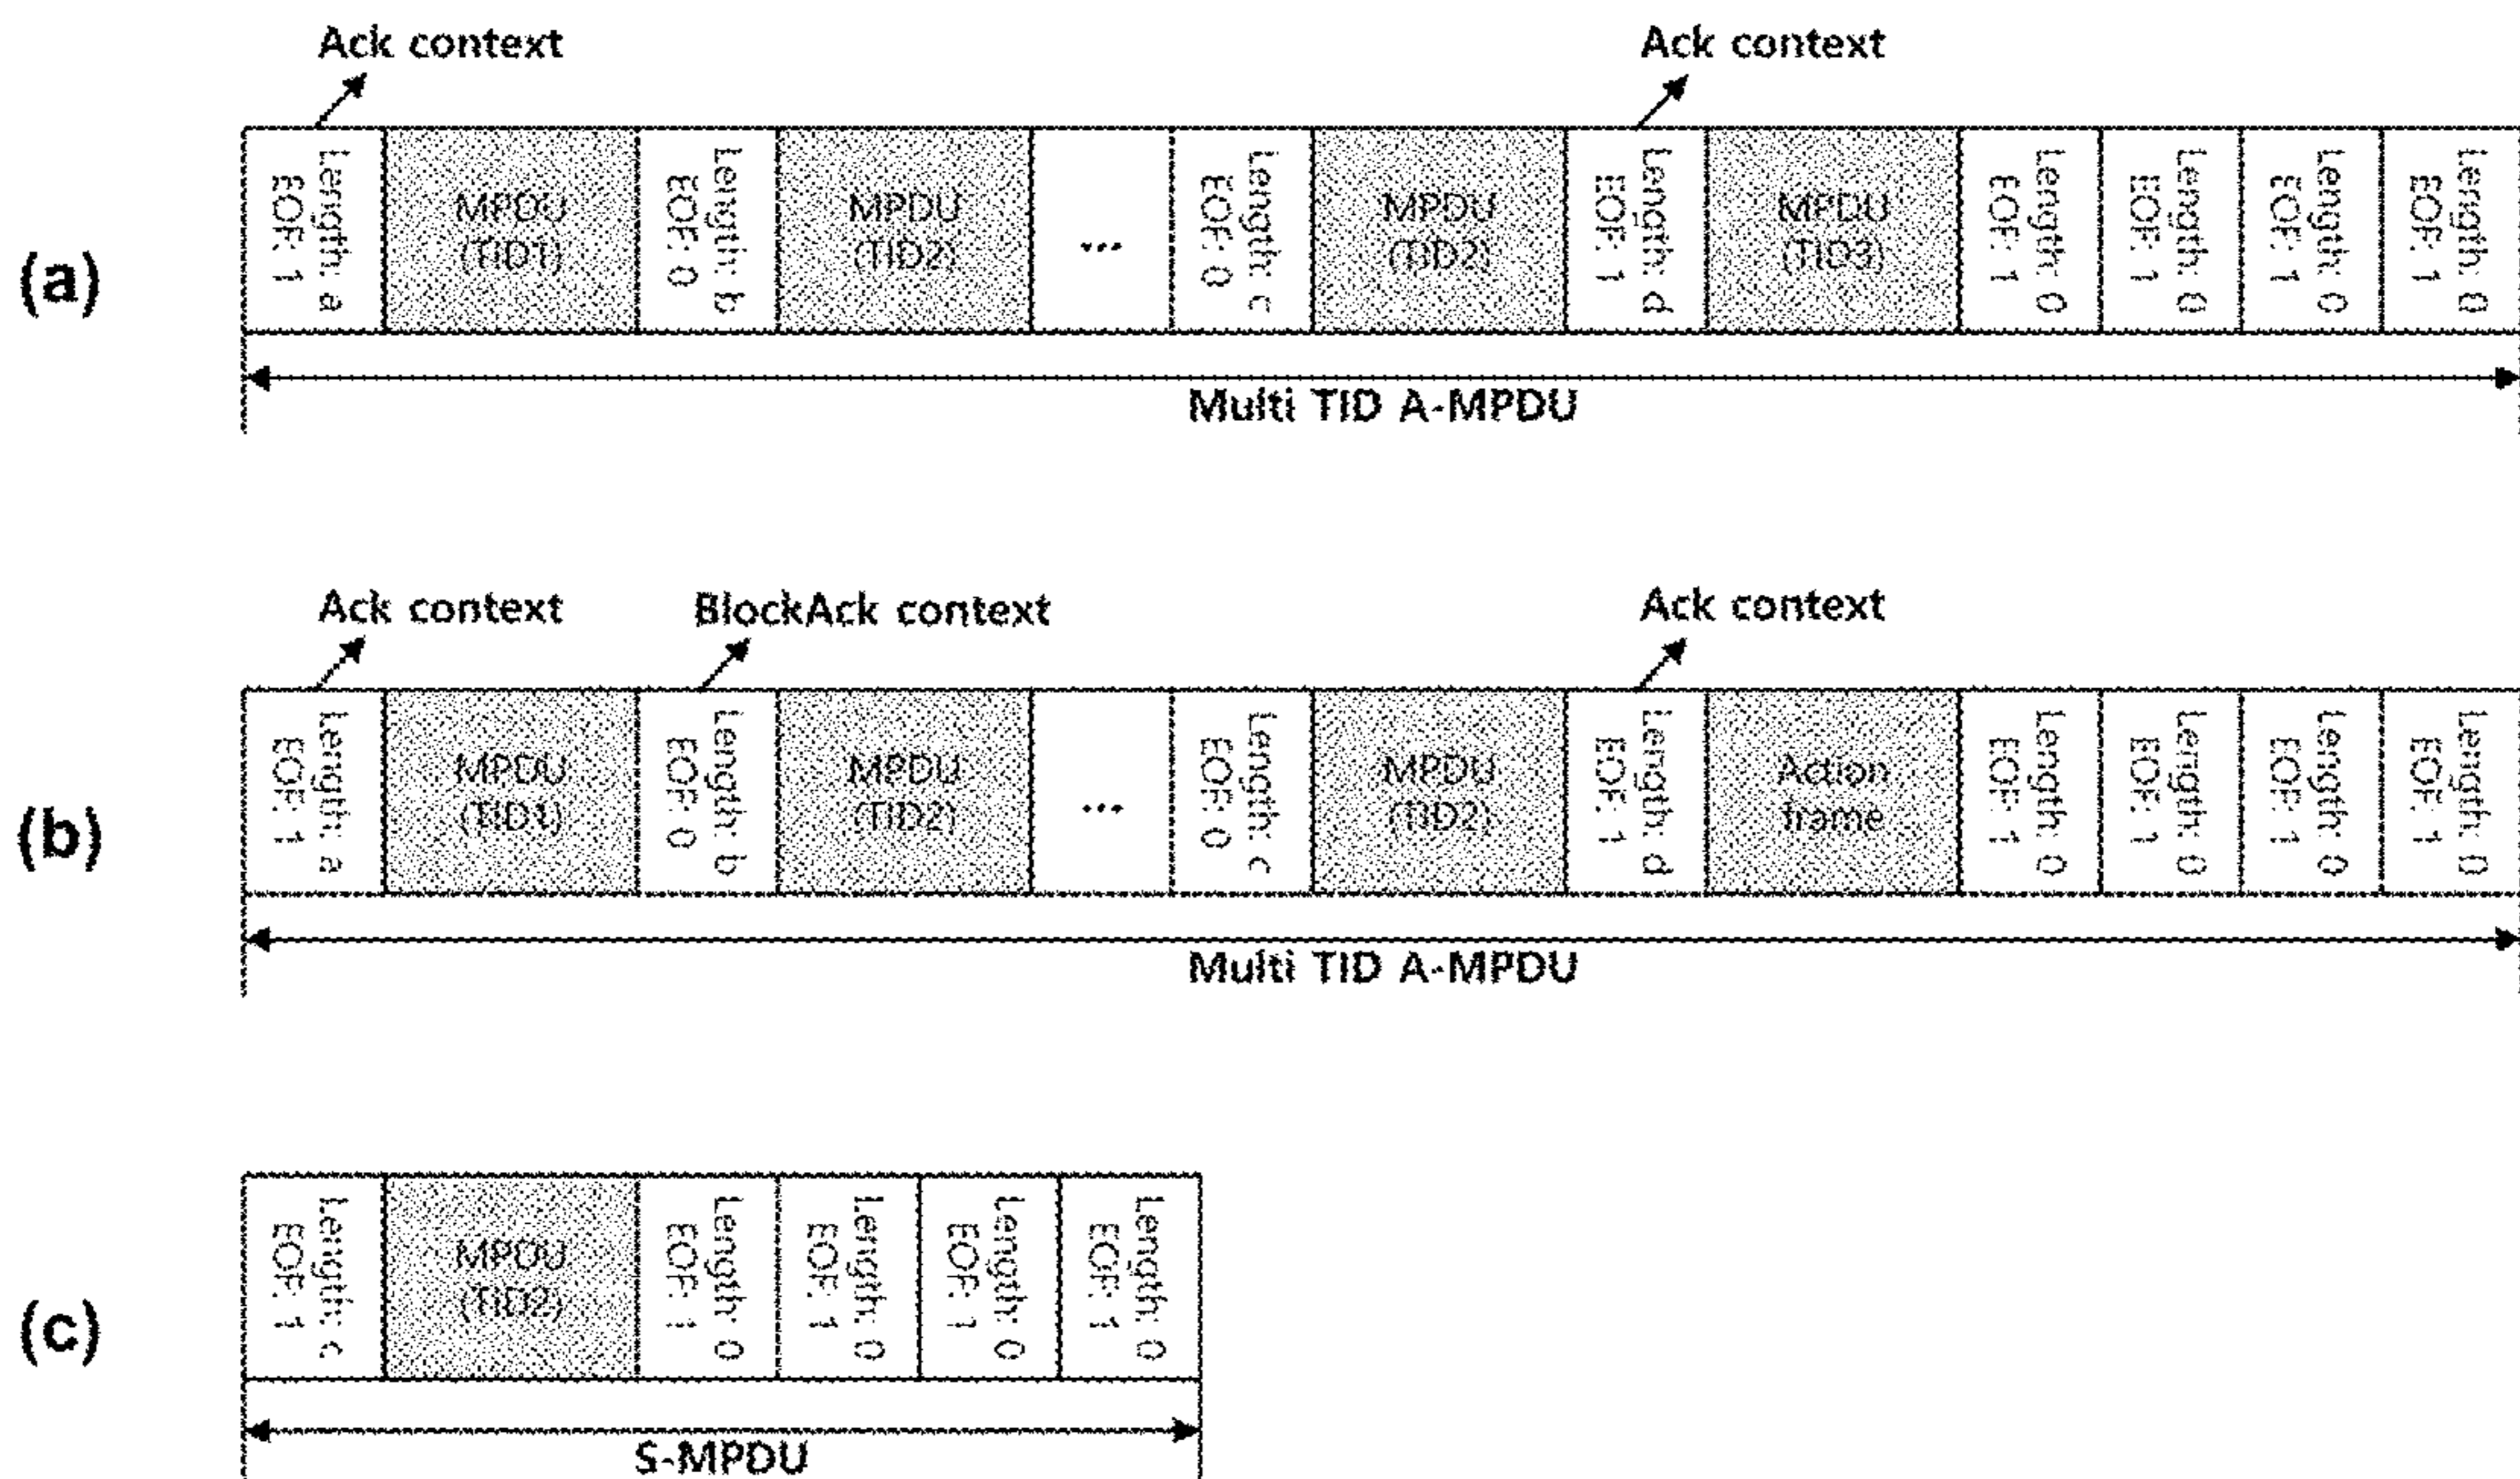 Ack context
Ack context
(a)
Length: a
EOF: 1
MPDU
(TID1)
Length: b
EOF: 0
MPDU
(TID2)
...
Length: c
EOF: 0
MPDU
(TID2)
Length: d
EOF: 1
MPDU
(TID3)
Length: 0
EOF: 1
Length: 0
EOF: 1
Length: 0
EOF: 1
Length: 0
EOF: 1
Multi TID A-MPDU
Ack context
BlockAck context
Ack context
(b)
Length: a
EOF: 1
MPDU
(TID1)
Length: b
EOF: 0
MPDU
(TID2)
...
Length: c
EOF: 0
MPDU
(TID2)
Length: d
EOF: 1
Action
frame
Length: 0
EOF: 1
Length: 0
EOF: 1
Length: 0
EOF: 1
Length: 0
EOF: 1
Multi TID A-MPDU
(c)
Length: c
EOF: 1
MPDU
(TID2)
Length: 0
EOF: 1
Length: 0
EOF: 1
Length: 0
EOF: 1
Length: 0
EOF: 1
S-MPDU